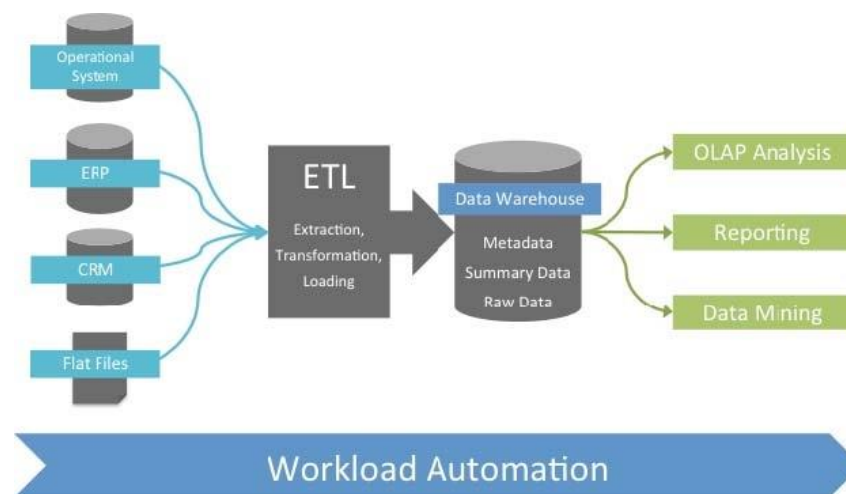 Operational
System
ERP
CRM
Flat Files
ETL
Extraction,
Transformation,
Loading
Data Warehouse
Metadata
Summary Data
Raw Data
OLAP Analysis
Reporting
Data Mining
Workload Automation